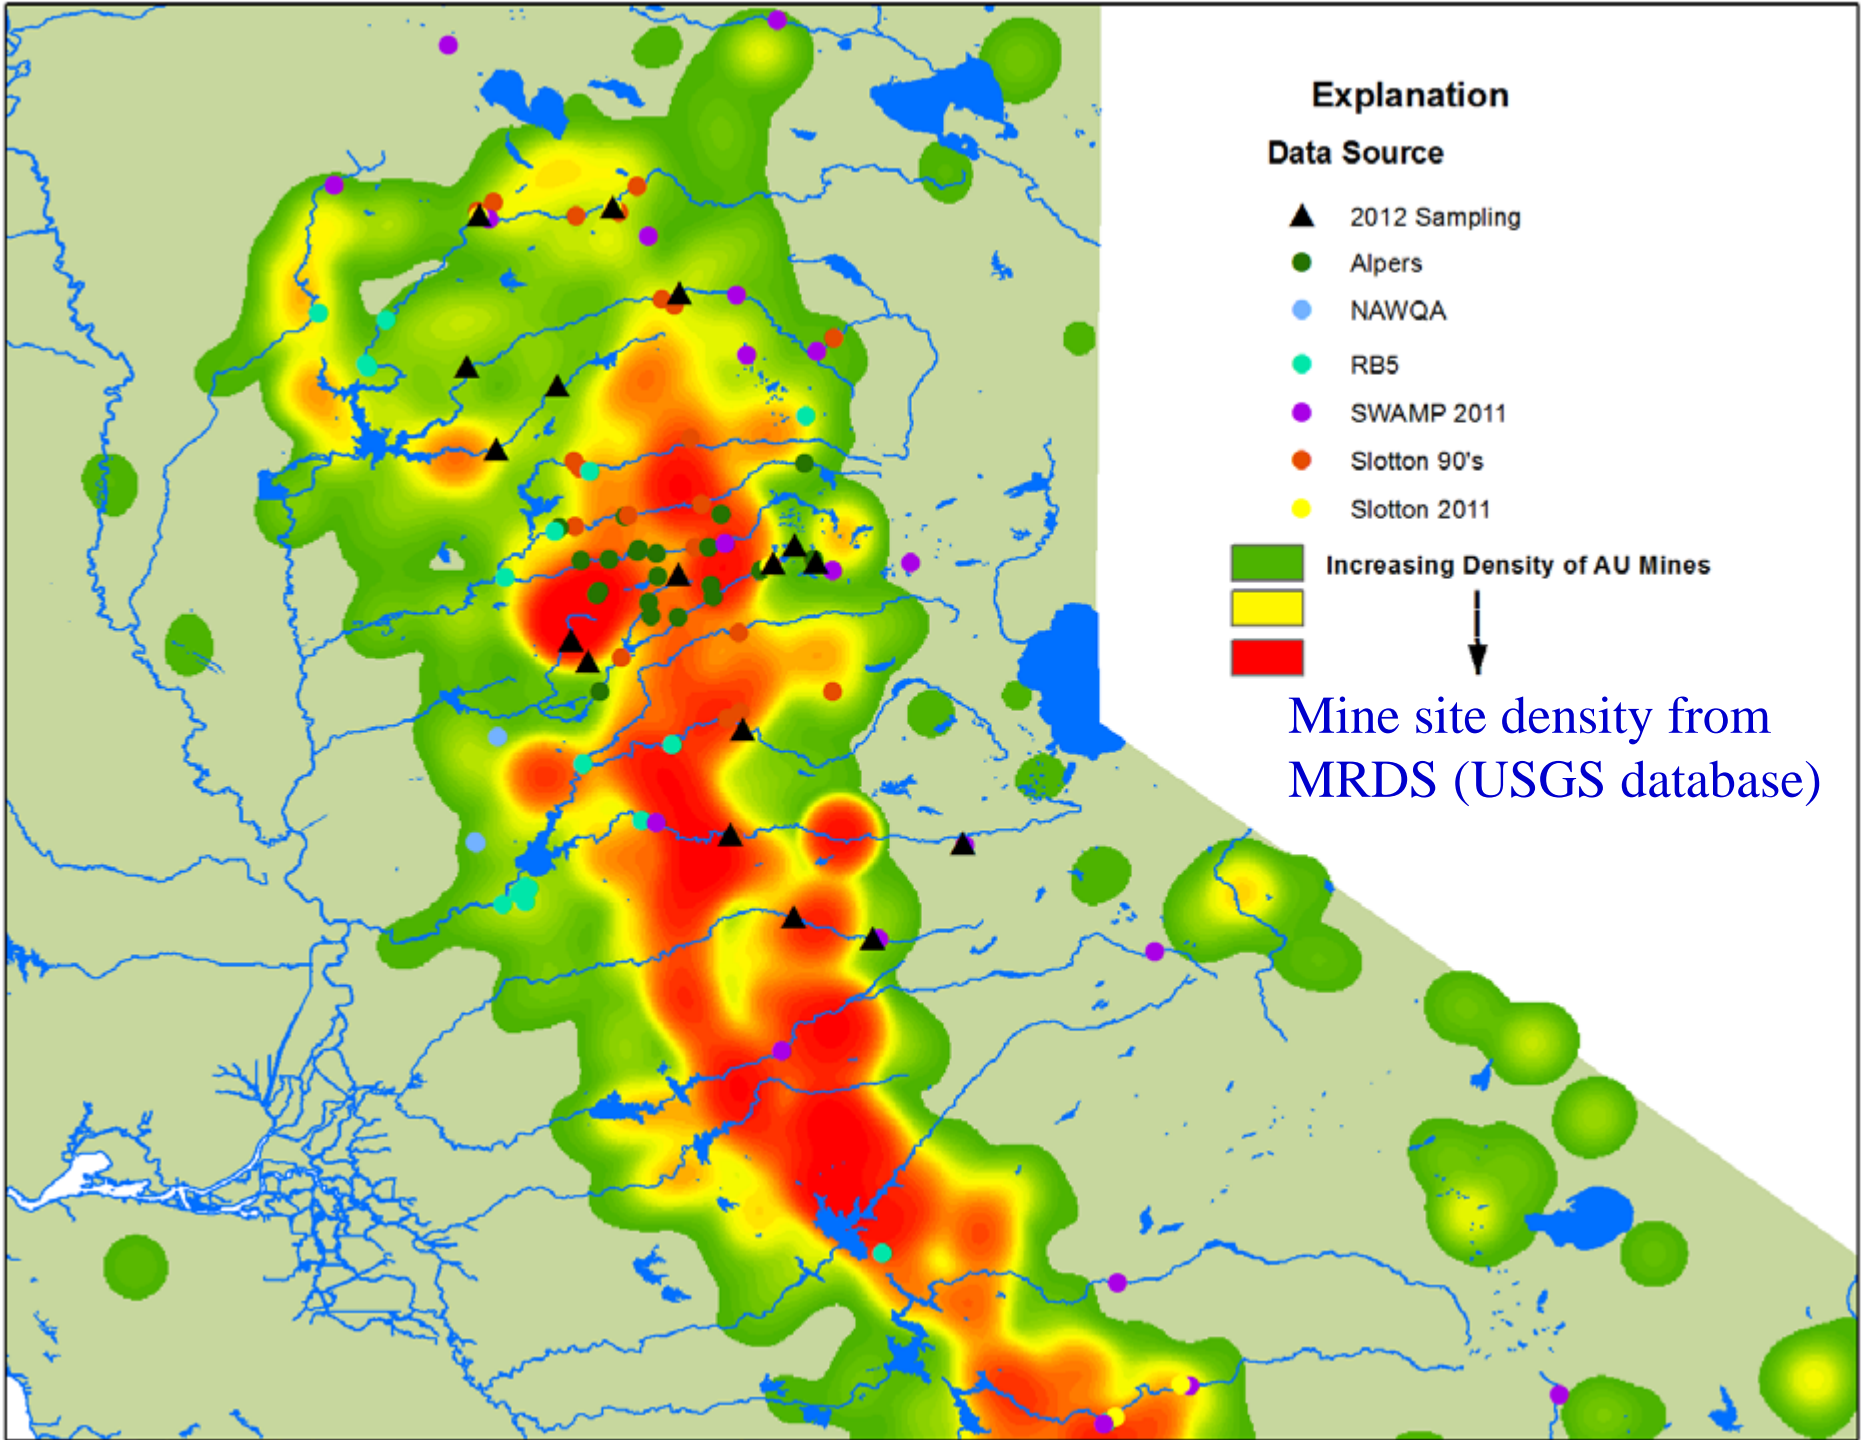 Explanation
Data Source
2012 Sampling
Alpers
NAWQA
RB5
SWAMP 2011
Slotton 90's
Slotton 2011
Increasing Density of AU Mines
Mine site density from
MRDS (USGS database)